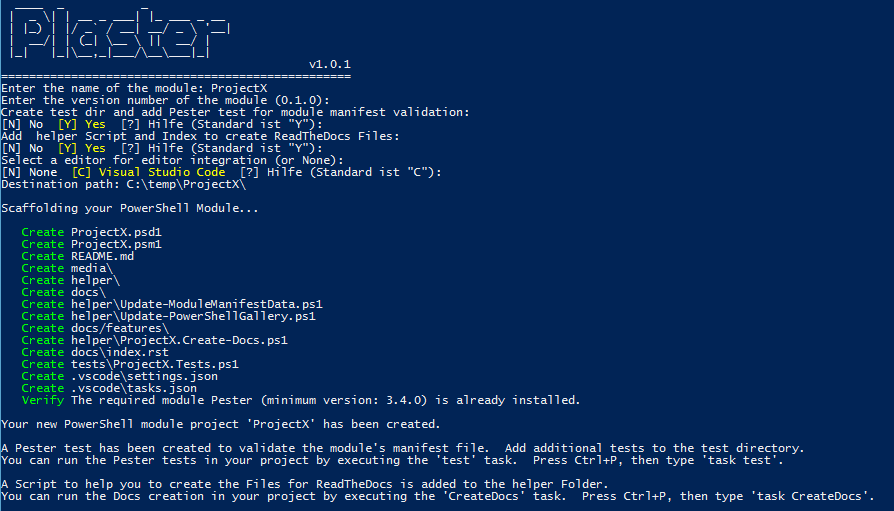 Plaster
v1.0.1
==================================================
Enter the name of the module: ProjectX
Enter the version number of the module (0.1.0):
Create test dir and add Pester test for module manifest validation:
[N] No  [Y] Yes  [?] Hilfe (Standard ist "Y"):
Add  helper Script and Index to create ReadTheDocs Files:
[N] No  [Y] Yes  [?] Hilfe (Standard ist "Y"):
Select a editor for editor integration (or None):
[N] None  [C] Visual Studio Code  [?] Hilfe (Standard ist "C"):
Destination path: C:\temp\ProjectX\
Scaffolding your PowerShell Module...
Create ProjectX.psd1
Create ProjectX.psm1
Create README.md
Create media\
Create helper\
Create docs\
Create helper\Update-ModuleManifestData.ps1
Create helper\Update-PowerShellGallery.ps1
Create docs/features\
Create helper\ProjectX.Create-Docs.ps1
Create docs\index.rst
Create tests\ProjectX.Tests.ps1
Create .vscode\settings.json
Create .vscode\tasks.json
Verify The required module Pester (minimum version: 3.4.0) is already installed.
Your new PowerShell module project 'ProjectX' has been created.
A Pester test has been created to validate the module's manifest file.  Add additional tests to the test directory.
You can run the Pester tests in your project by executing the 'test' task.  Press Ctrl+P, then type 'task test'.
A Script to help you to create the Files for ReadTheDocs is added to the helper Folder.
You can run the Docs creation in your project by executing the 'CreateDocs' task.  Press Ctrl+P, then type 'task CreateDocs'.